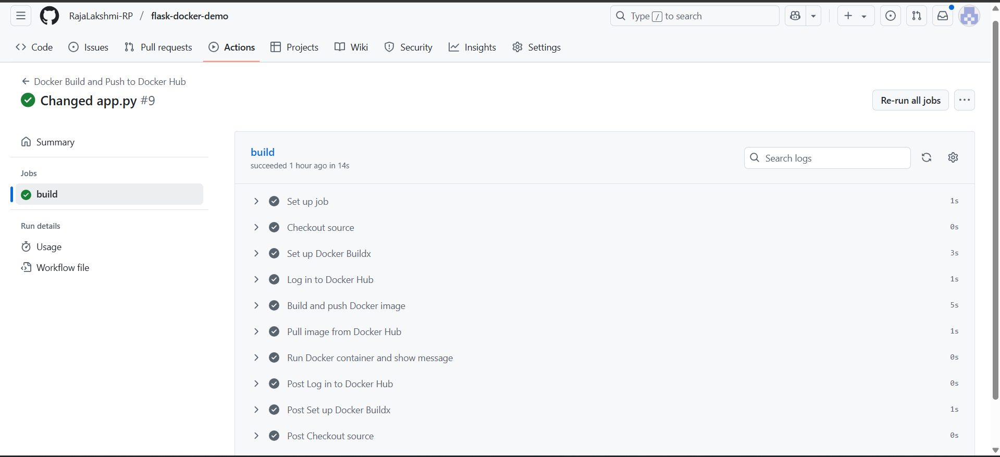 RajaLakshmi-RP / flask-docker-demo
Type / to search
Code
Issues
Pull requests
Actions
Projects
Wiki
Security
Insights
Settings
Docker Build and Push to Docker Hub
Changed app.py #9
Re-run all jobs
Summary
Jobs
build
Run details
Usage
Workflow file
build
succeeded 1 hour ago in 14s
Search logs
Set up job 1s
Checkout source 0s
Set up Docker Buildx 3s
Log in to Docker Hub 1s
Build and push Docker image 5s
Pull image from Docker Hub 1s
Run Docker container and show message 0s
Post Log in to Docker Hub 0s
Post Set up Docker Buildx 1s
Post Checkout source 0s